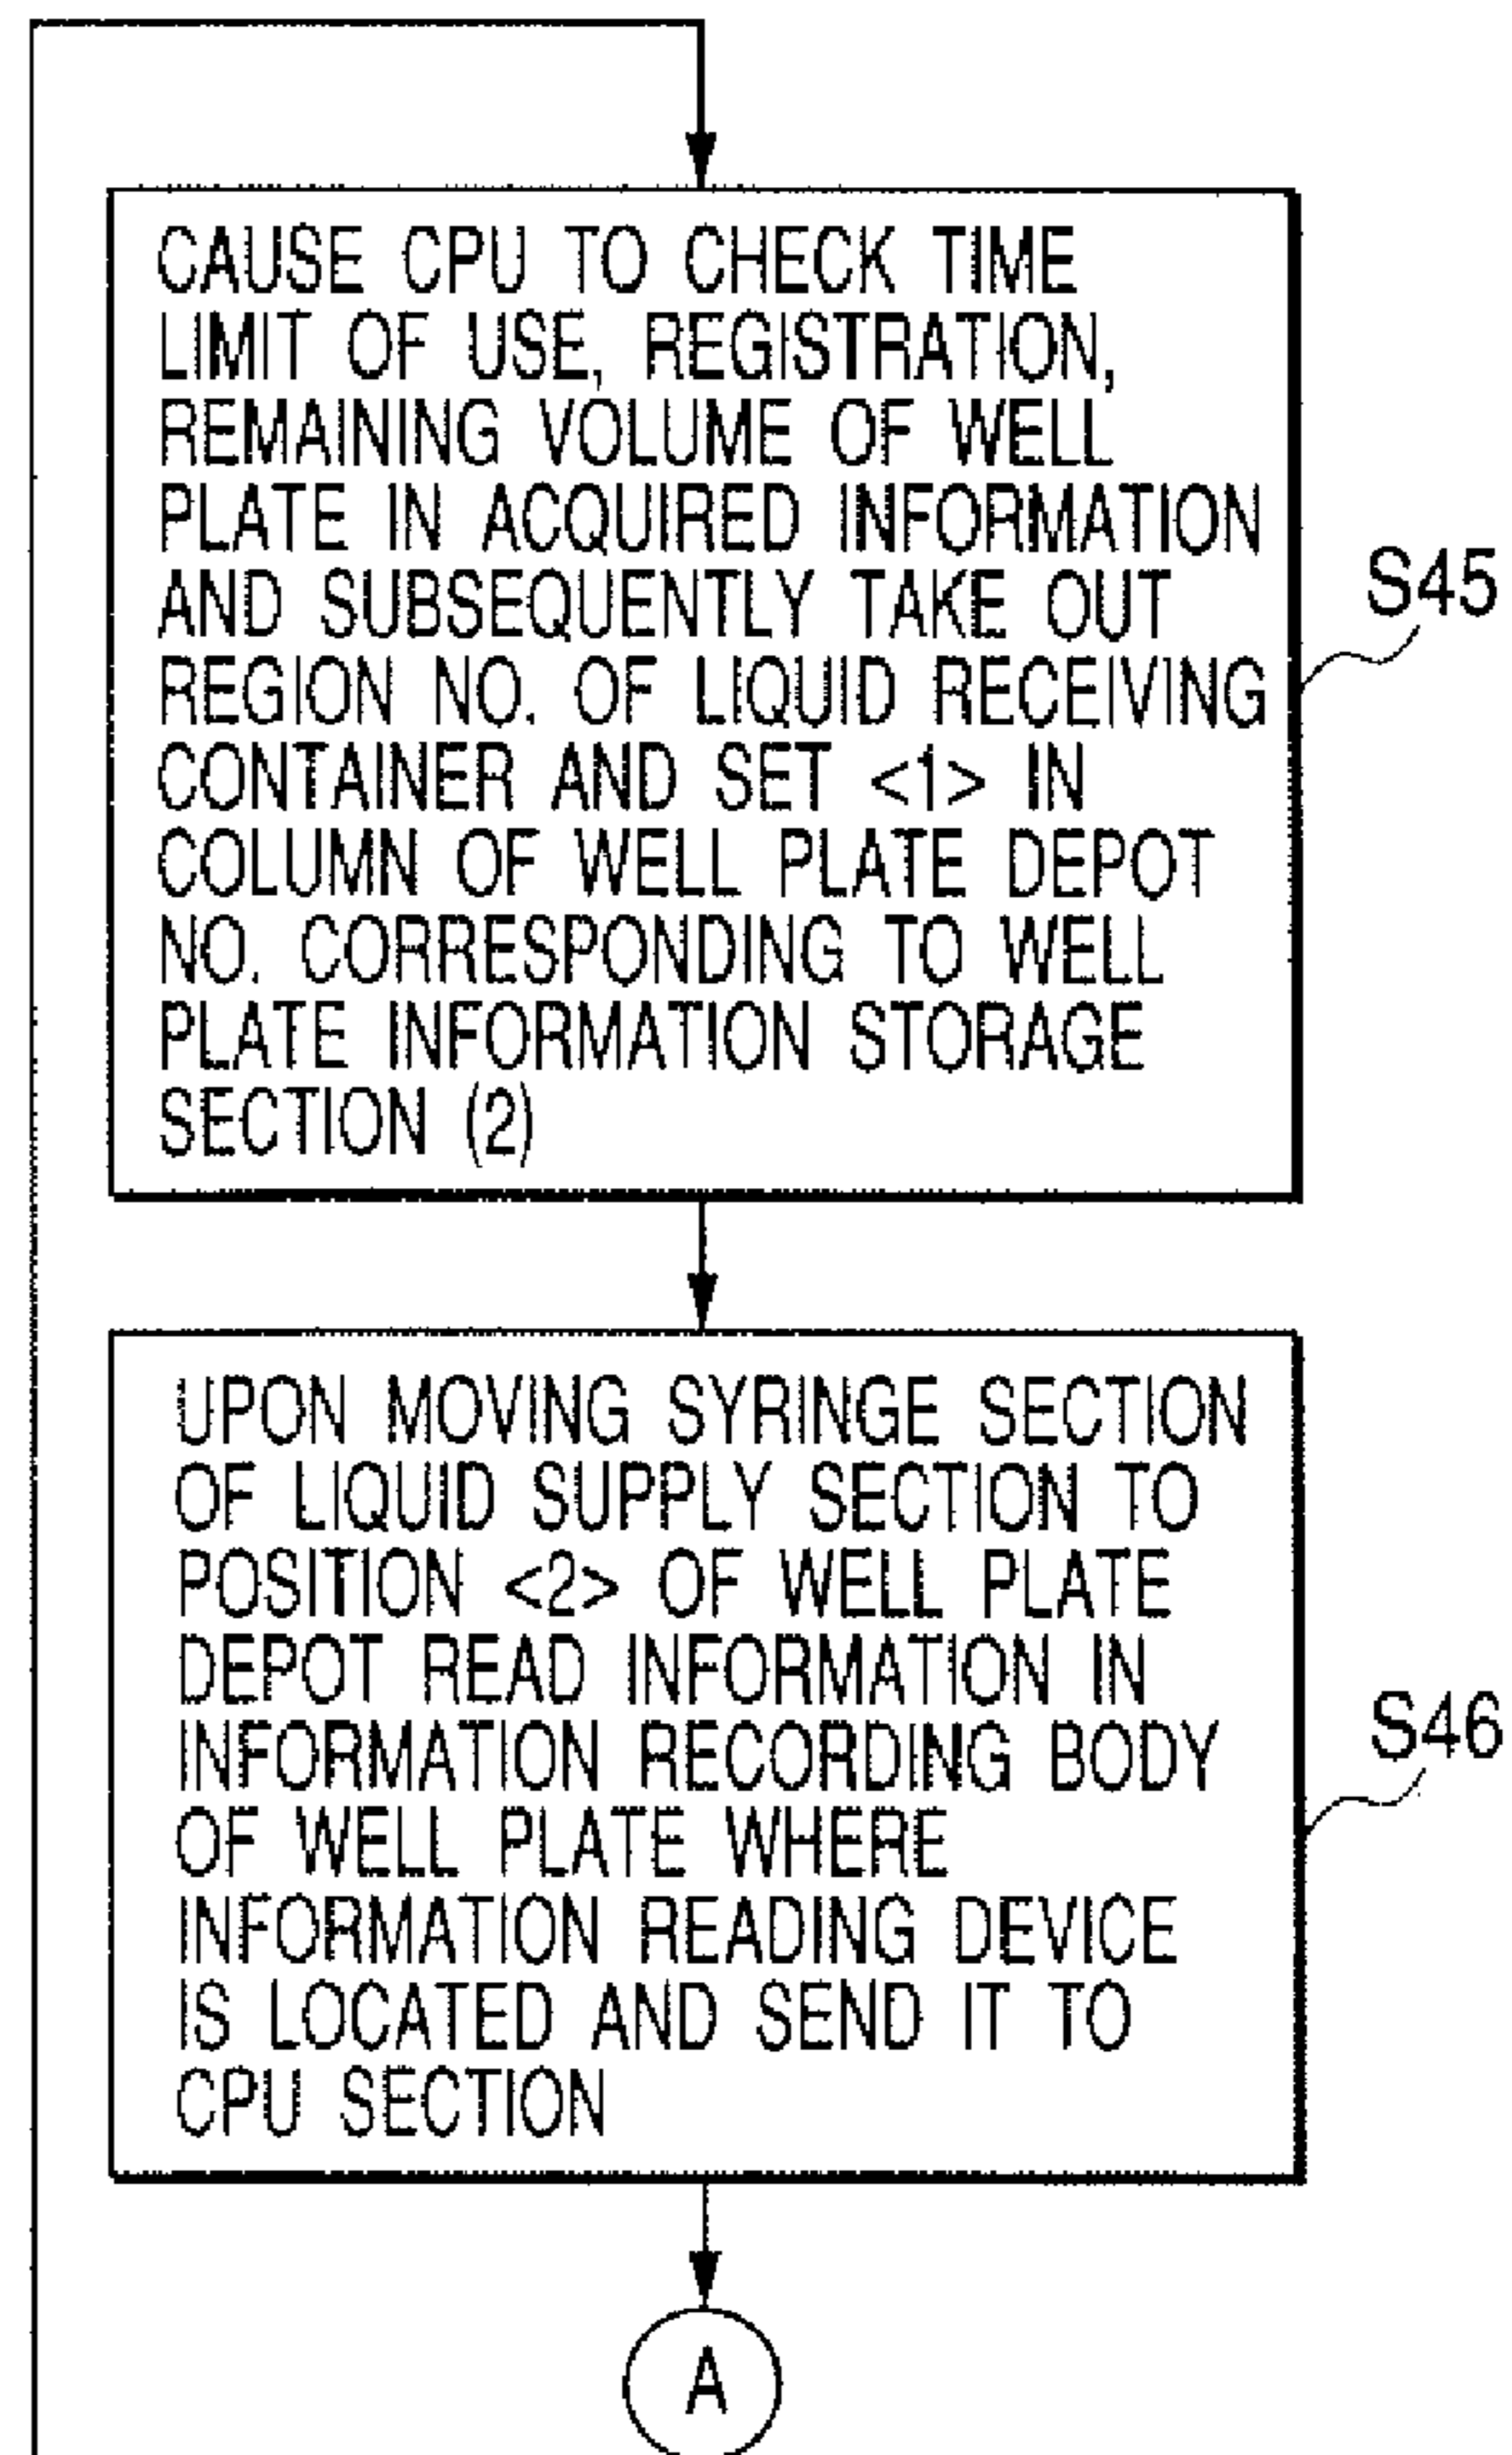 CAUSE CPU TO CHECK TIME
LIMIT OF USE, REGISTRATION,
REMAINING VOLUME OF WELL
PLATE IN ACQUIRED INFORMATION
AND SUBSEQUENTLY TAKE OUT
REGION NO. OF LIQUID RECEIVING
CONTAINER AND SET <1> IN
COLUMN OF WELL PLATE DEPOT
NO. CORRESPONDING TO WELL
PLATE INFORMATION STORAGE
SECTION (2)
S45
UPON MOVING SYRINGE SECTION
OF LIQUID SUPPLY SECTION TO
POSITION <2> OF WELL PLATE
DEPOT READ INFORMATION IN
INFORMATION RECORDING BODY
OF WELL PLATE WHERE
INFORMATION READING DEVICE
IS LOCATED AND SEND IT TO
CPU SECTION
S46
A